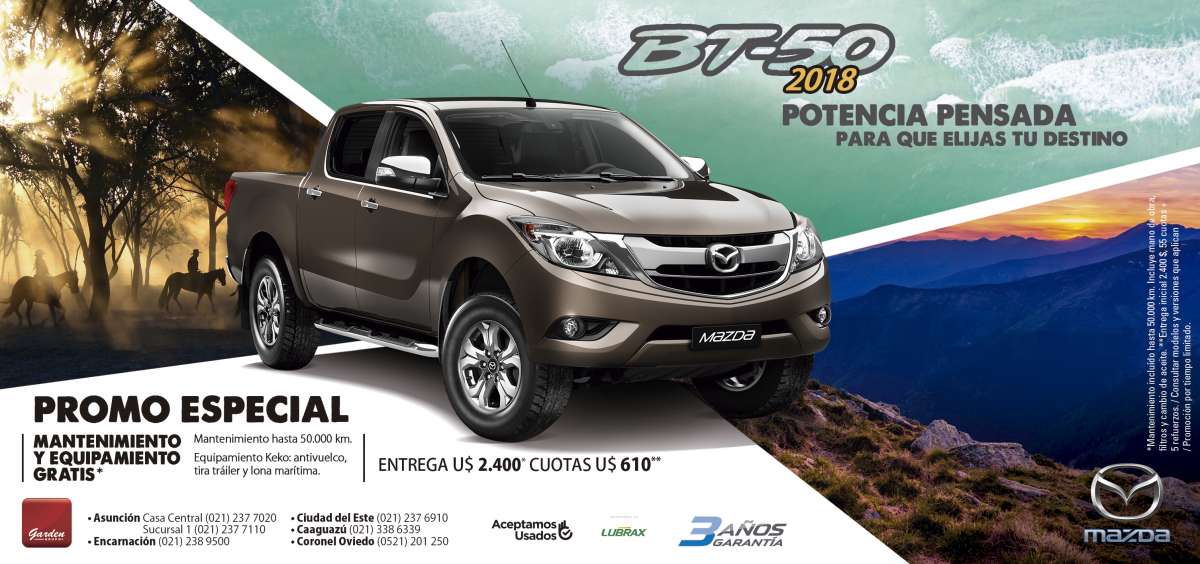 BT-50
2018
POTENCIA PENSADA
PARA QUE ELIJAS TU DESTINO
mazda
PROMO ESPECIAL
MANTENIMIENTO
Y EQUIPAMIENTO
GRATIS*
Mantenimiento hasta 50.000 km.
Equipamiento Keko: antivuelco,
tira tráiler y lona marítima.
ENTREGA U$ 2.400* CUOTAS U$ 610**
*Mantenimiento incluido hasta 50.000 km. Incluye mano de obra,
filtros y cambio de aceite. **Entrega inicial 2.400 $, 55 cuotas +
5 refuerzos. / Consultar modelos y versiones que aplican
/ Promoción por tiempo limitado.
Garden
• Asunción Casa Central (021) 237 7020
Sucursal 1 (021) 237 7110
• Encarnación (021) 238 9500
• Ciudad del Este (021) 237 6910
• Caaguazú (021) 338 6339
• Coronel Oviedo (0521) 201 250
Aceptamos
Usados
LUBRAX
3 AÑOS
GARANTÍA
mazda